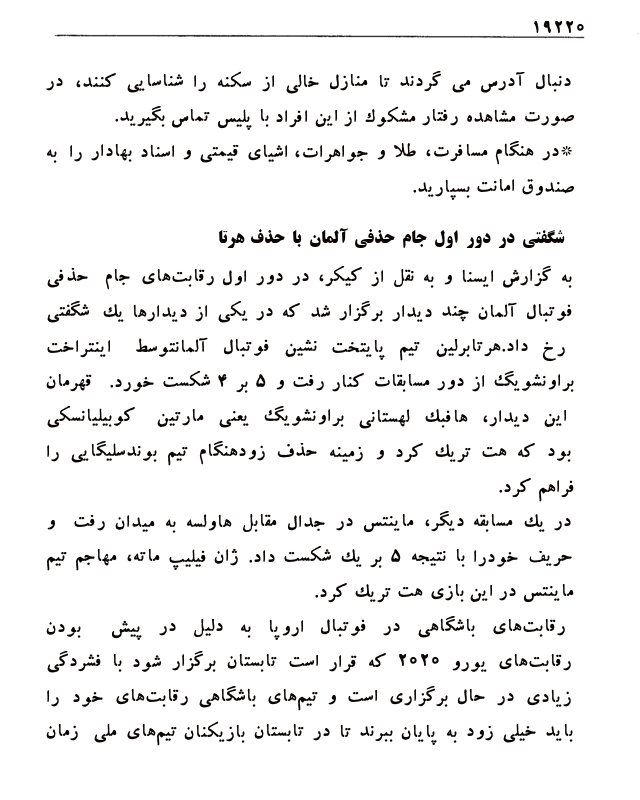 ۱۹۲۲۰
دنبال آدرس می گردند تا منازل خالی از سکنه را شناسایی کنند، در
صورت مشاهده رفتار مشکوك از این افراد با پلیس تماس بگیرید.
*در هنگام مسافرت، طلا و جواهرات، اشیای قیمتی و اسناد بهادار را به
صندوق امانت بسپارید.
شگفتی در دور اول جام حذفی آلمان با حذف هرتا
به گزارش ایسنا و به نقل از کیکر، در دور اول رقابت‌های جام حذفی
فوتبال آلمان چند دیدار برگزار شد که در یکی از دیدارها یك شگفتی
رخ داد.هرتابرلین تیم پایتخت نشین فوتبال آلمانتوسط اینتراخت
براونشویگ از دور مسابقات کنار رفت و ۵ بر ۴ شکست خورد. قهرمان
این دیدار، هافبك لهستانی براونشویگ یعنی مارتین کوبیلیانسکی
بود که هت تریك کرد و زمینه حذف زودهنگام تیم بوندسلیگایی را
فراهم کرد.
در یك مسابقه دیگر، ماینتس در جدال مقابل هاولسه به میدان رفت و
حریف خودرا با نتیجه ۵ بر یك شکست داد. ژان فیلیپ ماته، مهاجم تیم
ماینتس در این بازی هت تریك کرد.
رقابت‌های باشگاهی در فوتبال اروپا به دلیل در پیش بودن
رقابت‌های یورو ۲۰۲۰ که قرار است تابستان برگزار شود با فشردگی
زیادی در حال برگزاری است و تیم‌های باشگاهی رقابت‌های خود را
باید خیلی زود به پایان ببرند تا در تابستان بازیکنان تیم‌های ملی زمان